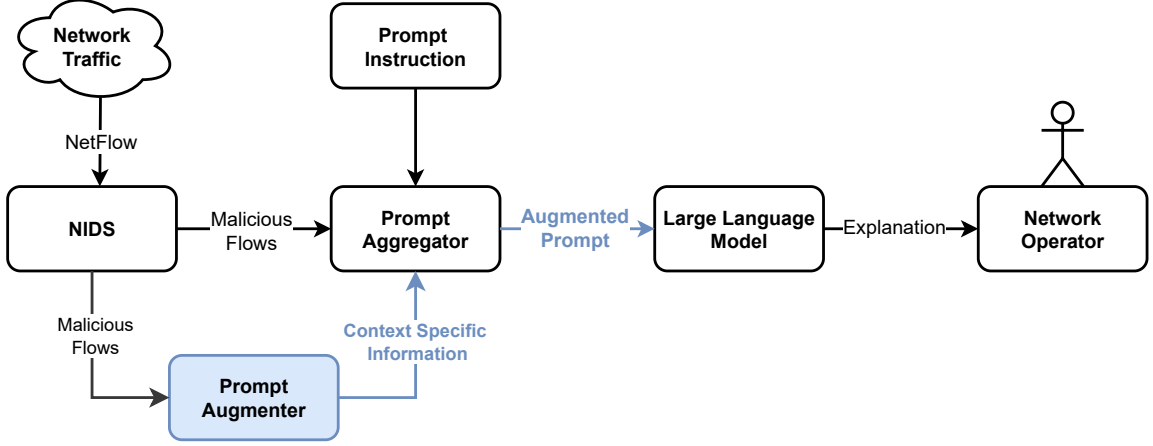 Network
Traffic
Prompt
Instruction
NetFlow
NIDS
Malicious
Flows
Prompt
Aggregator
Augmented
Prompt
Large Language
Model
Explanation
Network
Operator
Malicious
Flows
Context Specific
Information
Prompt
Augmenter